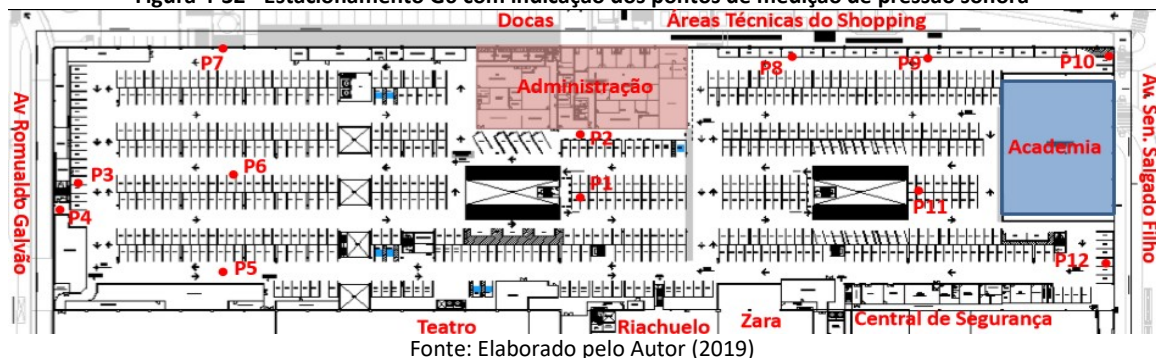 Figura 4-32 - Estacionamento G6 com indicação dos pontos de medição de pressão sonora
Docas
Áreas Técnicas do Shopping
P7
P8
P9
P10
Administração
Av Romualdo Galvão
Av. Sen. Salgado Filho
P2
Academia
P6
P3
P1
P11
P4
P5
P12
Teatro
Riachuelo
Zara
Central de Segurança
Fonte: Elaborado pelo Autor (2019)